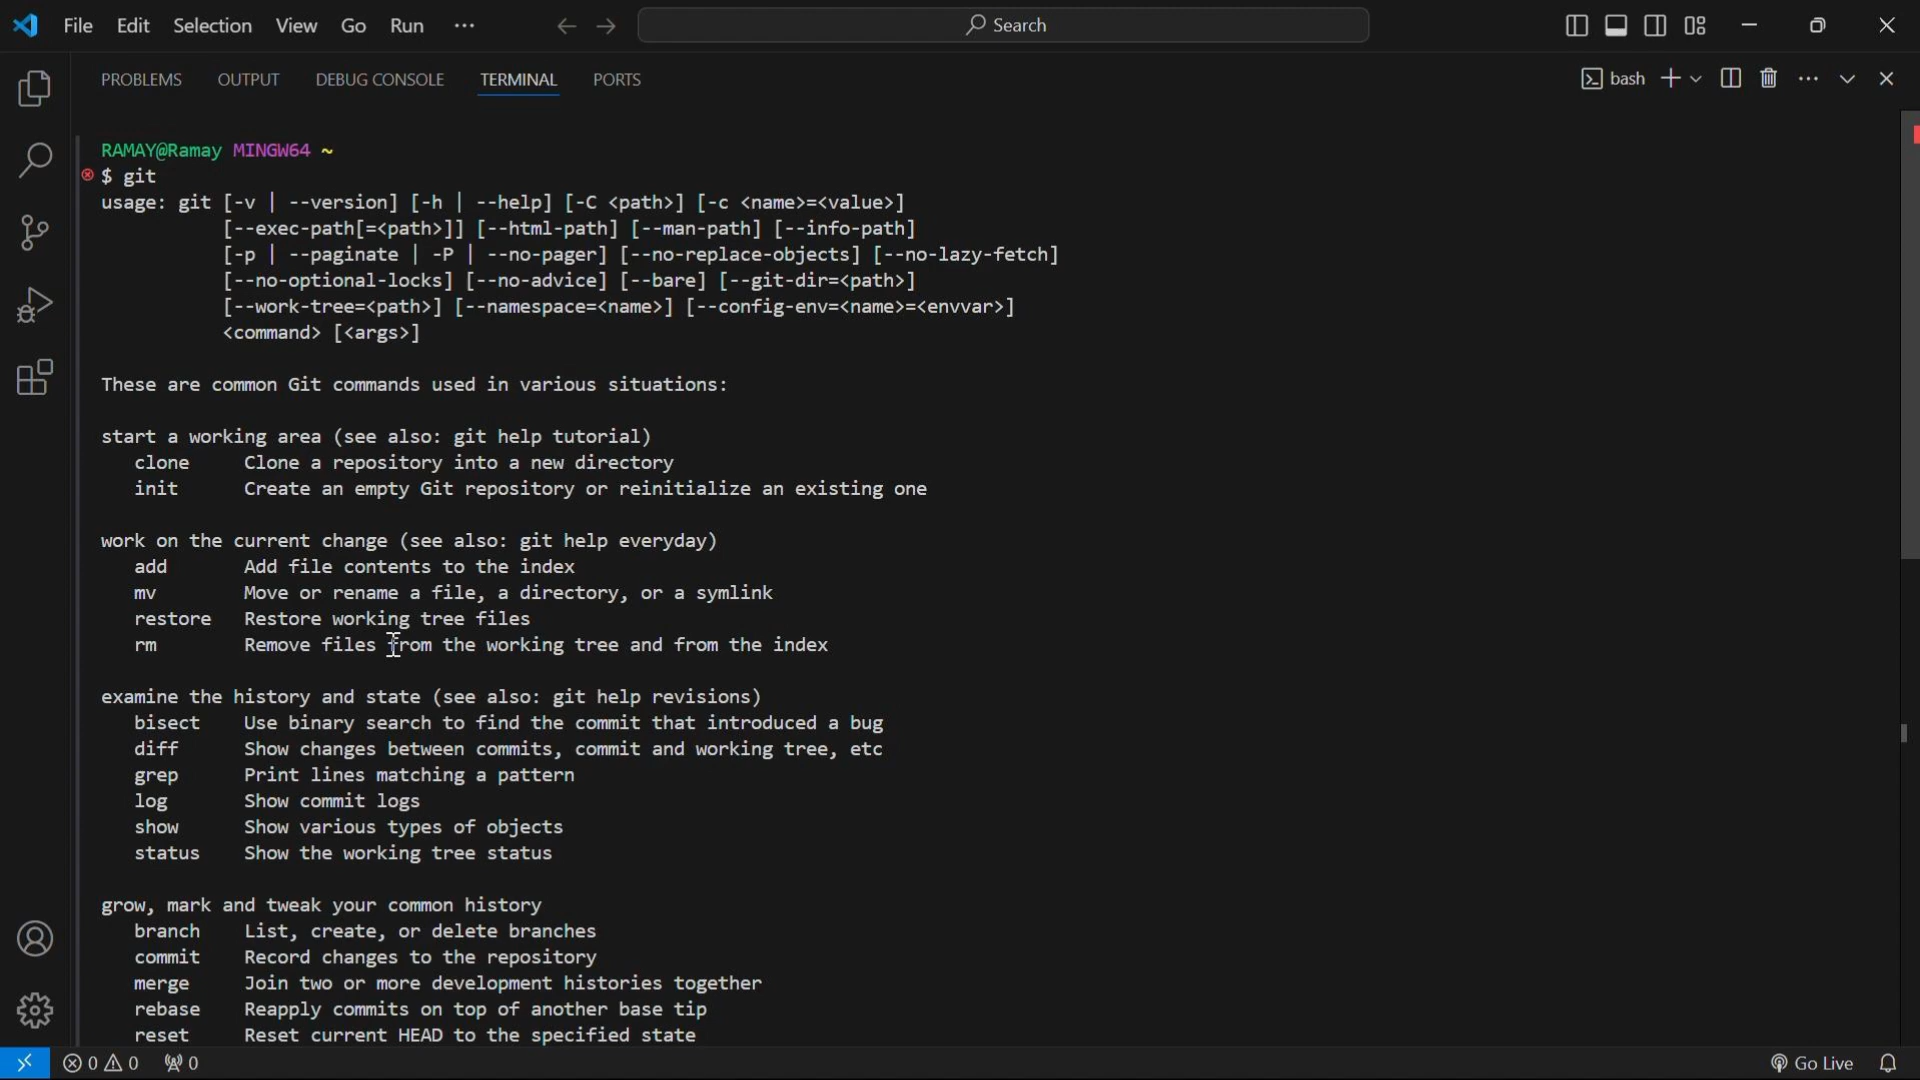 File Edit Selection View Go Run ··· Search
PROBLEMS OUTPUT DEBUG CONSOLE TERMINAL PORTS bash
RAMAY@Ramay MINGW64 ~
$ git
usage: git [-v | --version] [-h | --help] [-C <path>] [-c <name>=<value>]
[--exec-path[=<path>]] [--html-path] [--man-path] [--info-path]
[-p | --paginate | -P | --no-pager] [--no-replace-objects] [--no-lazy-fetch]
[--no-optional-locks] [--no-advice] [--bare] [--git-dir=<path>]
[--work-tree=<path>] [--namespace=<name>] [--config-env=<name>=<envvar>]
<command> [<args>]
These are common Git commands used in various situations:
start a working area (see also: git help tutorial)
clone Clone a repository into a new directory
init Create an empty Git repository or reinitialize an existing one
work on the current change (see also: git help everyday)
add Add file contents to the index
mv Move or rename a file, a directory, or a symlink
restore Restore working tree files
rm Remove files from the working tree and from the index
examine the history and state (see also: git help revisions)
bisect Use binary search to find the commit that introduced a bug
diff Show changes between commits, commit and working tree, etc
grep Print lines matching a pattern
log Show commit logs
show Show various types of objects
status Show the working tree status
grow, mark and tweak your common history
branch List, create, or delete branches
commit Record changes to the repository
merge Join two or more development histories together
rebase Reapply commits on top of another base tip
reset Reset current HEAD to the specified state
0 0 0 Go Live